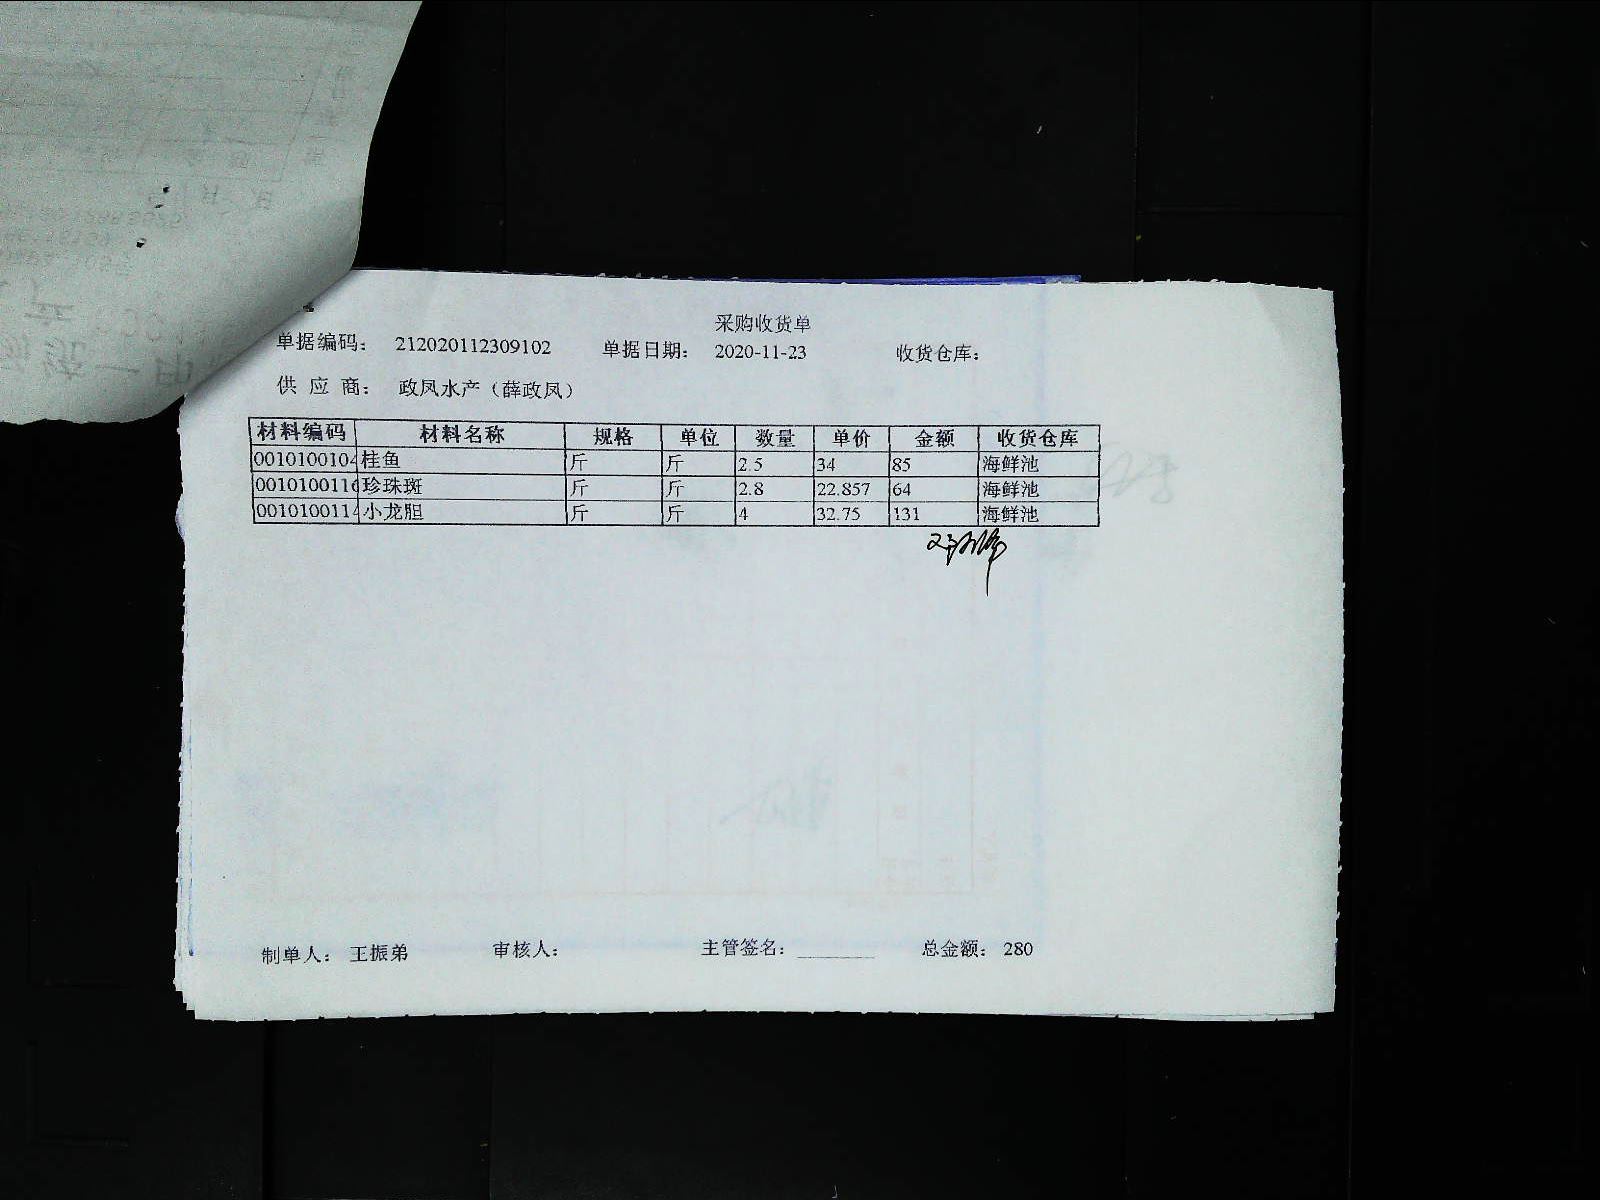 采购收货单
单据编码： 212020112309102 单据日期： 2020-11-23 收货仓库：
供 应 商： 政凤水产（薛政凤）
材料编码 材料名称 规格 单位 数量 单价 金额 收货仓库
0010100104 桂鱼 斤 斤 2.5 34 85 海鲜池
0010100116 珍珠斑 斤 斤 2.8 22.857 64 海鲜池
0010100114 小龙胆 斤 斤 4 32.75 131 海鲜池
制单人： 王振弟 审核人： 主管签名： 总金额： 280